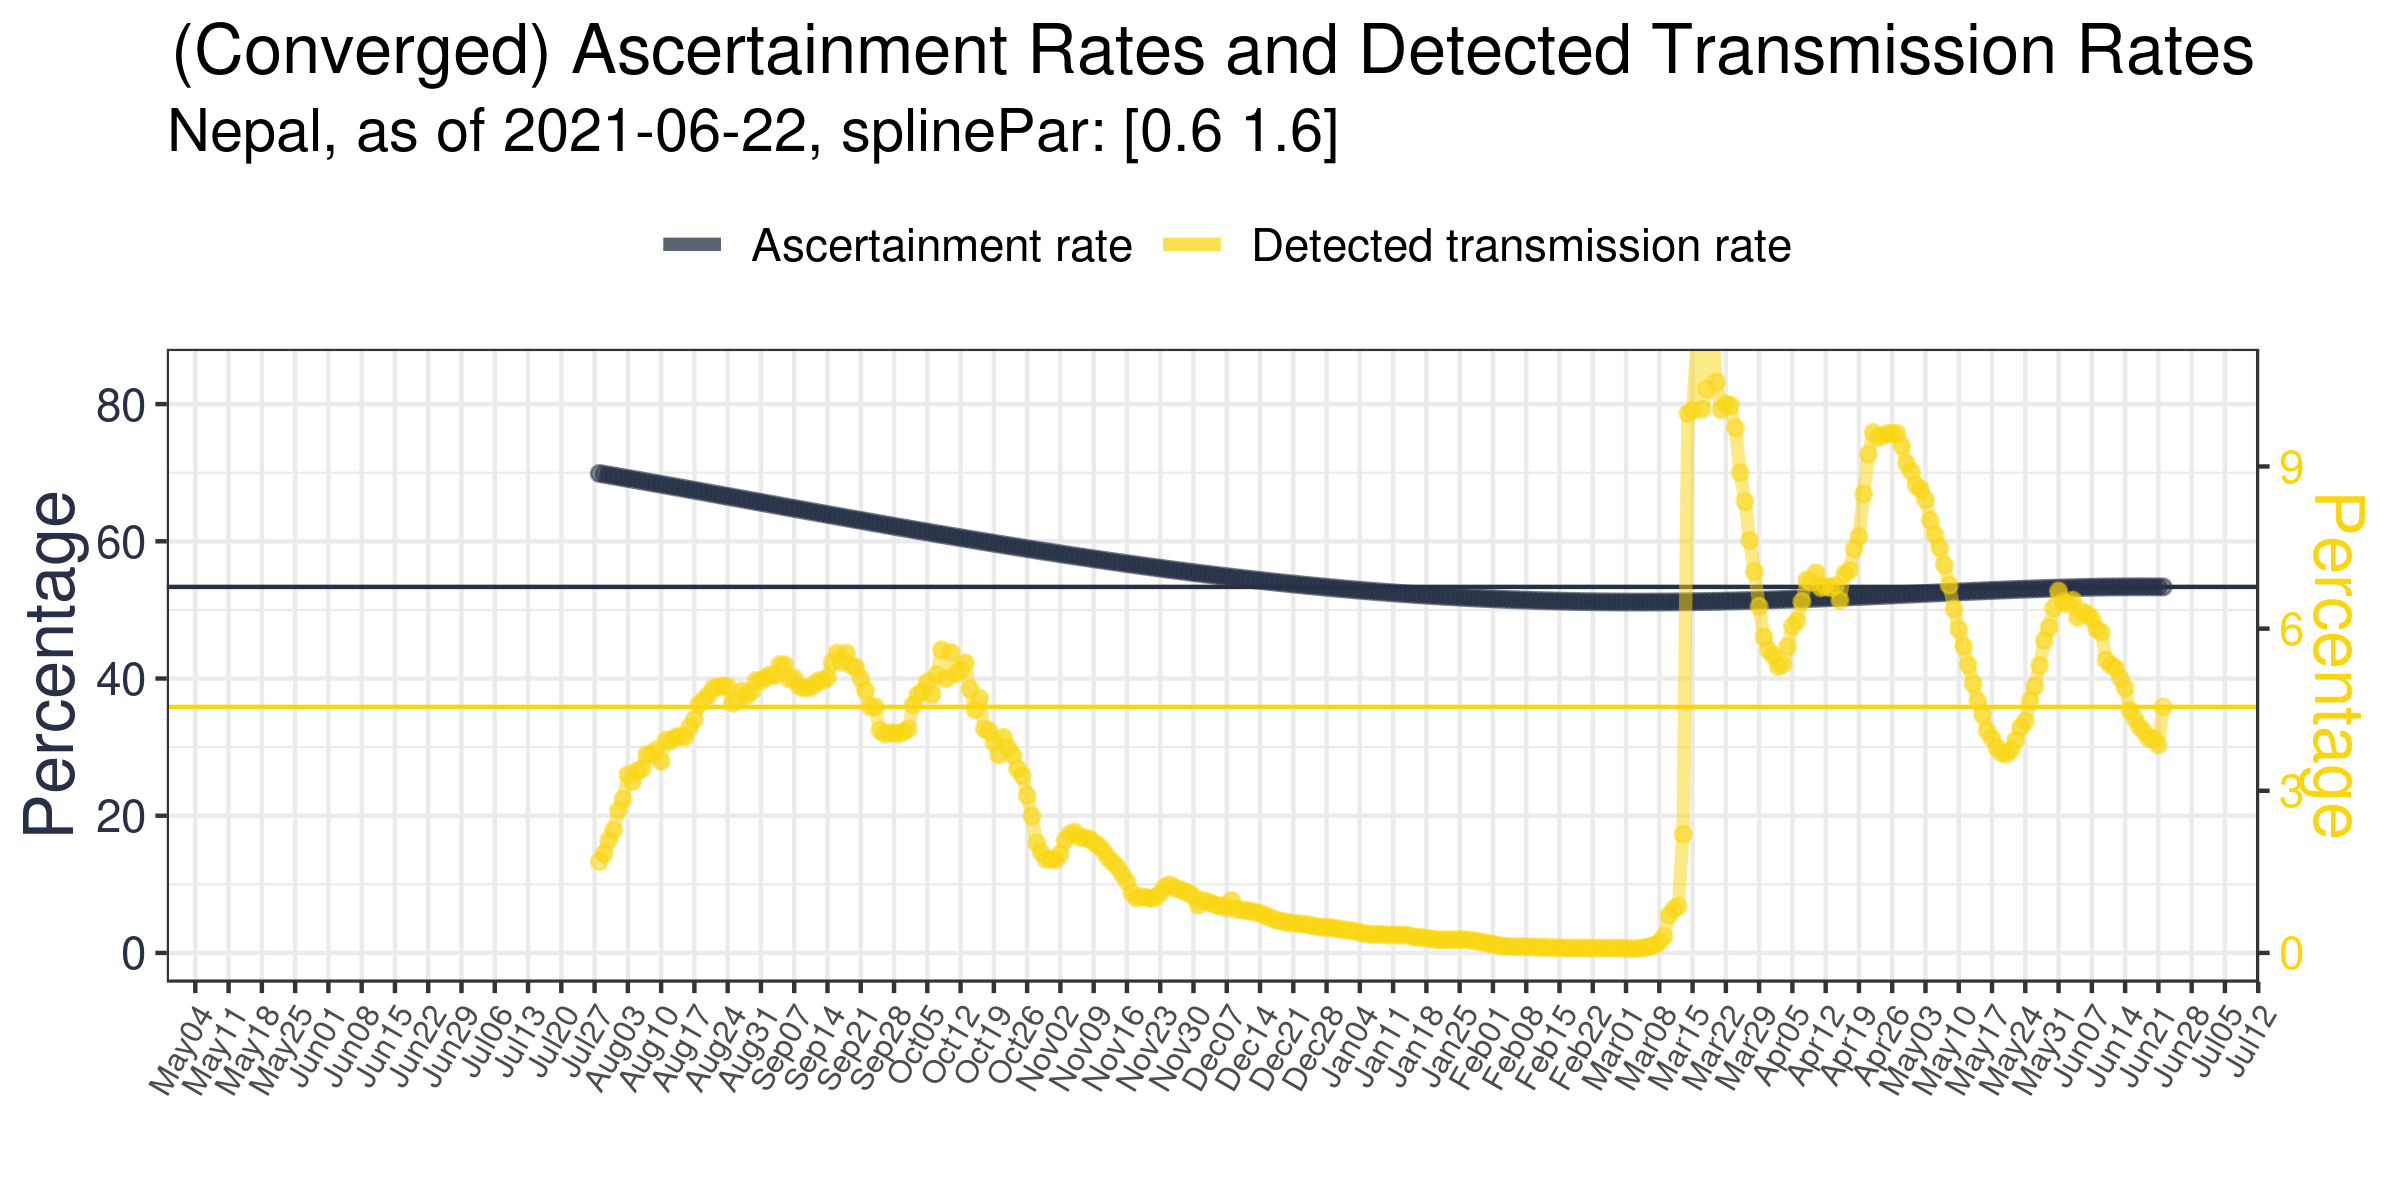 (Converged) Ascertainment Rates and Detected Transmission Rates
Nepal, as of 2021-06-22, splinePar: [0.6 1.6]
Ascertainment rate
Detected transmission rate
Percentage
80
60
40
20
0
9
6
3
0
Percentage
May04
May11
May18
May25
Jun01
Jun08
Jun15
Jun22
Jun29
Jul06
Jul13
Jul20
Jul27
Aug03
Aug10
Aug17
Aug24
Aug31
Sep07
Sep14
Sep21
Sep28
Oct05
Oct12
Oct19
Oct26
Nov02
Nov09
Nov16
Nov23
Nov30
Dec07
Dec14
Dec21
Dec28
Jan04
Jan11
Jan18
Jan25
Feb01
Feb08
Feb15
Feb22
Mar01
Mar08
Mar15
Mar22
Mar29
Apr05
Apr12
Apr19
Apr26
May03
May10
May17
May24
May31
Jun07
Jun14
Jun21
Jun28
Jul05
Jul12